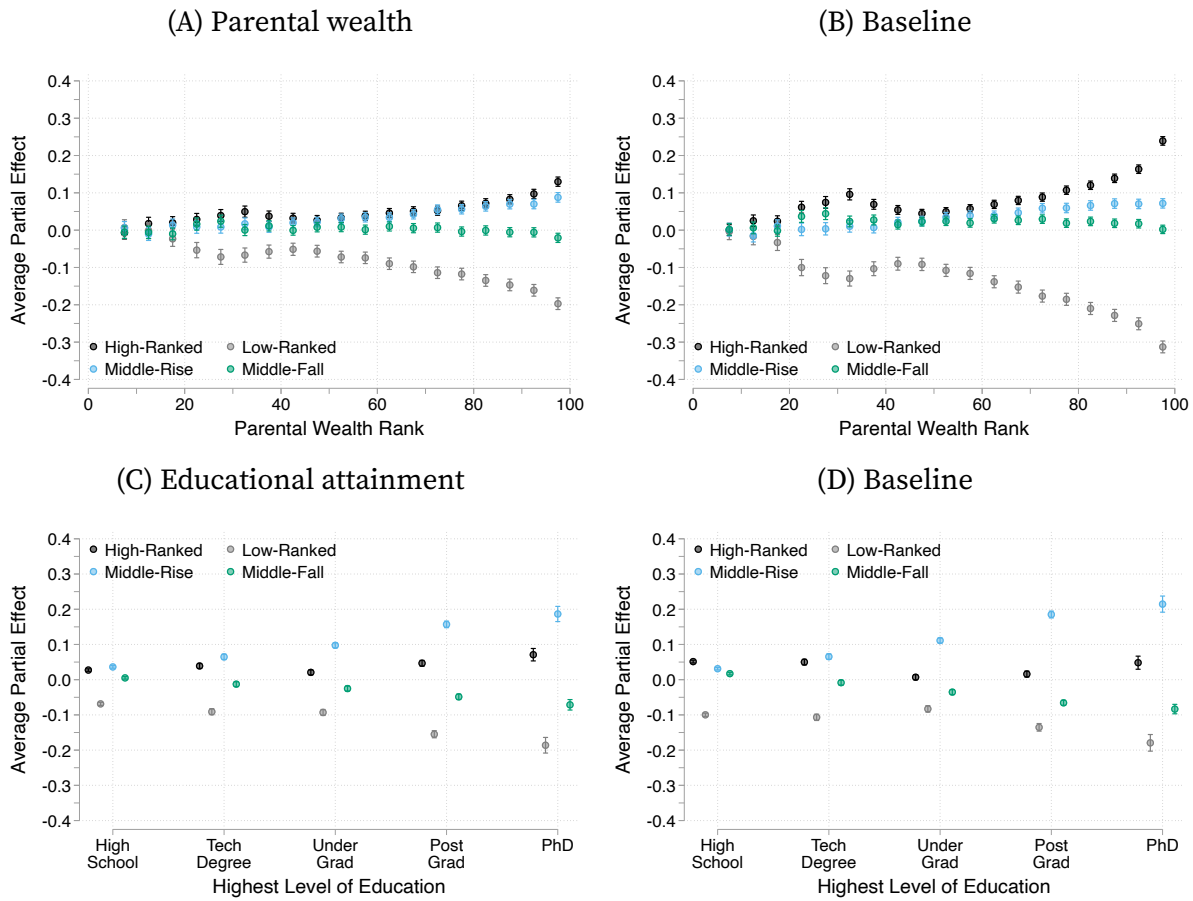 (A) Parental wealth
0.4
0.3
0.2
0.1
0.0
-0.1
-0.2
-0.3
-0.4
Average Partial Effect
High-Ranked
Low-Ranked
Middle-Rise
Middle-Fall
0 20 40 60 80 100
Parental Wealth Rank
(B) Baseline
0.4
0.3
0.2
0.1
0.0
-0.1
-0.2
-0.3
-0.4
Average Partial Effect
High-Ranked
Low-Ranked
Middle-Rise
Middle-Fall
0 20 40 60 80 100
Parental Wealth Rank
(C) Educational attainment
0.4
0.3
0.2
0.1
0.0
-0.1
-0.2
-0.3
-0.4
Average Partial Effect
High-Ranked
Low-Ranked
Middle-Rise
Middle-Fall
High School
Tech Degree
Under Grad
Post Grad
PhD
Highest Level of Education
(D) Baseline
0.4
0.3
0.2
0.1
0.0
-0.1
-0.2
-0.3
-0.4
Average Partial Effect
High-Ranked
Low-Ranked
Middle-Rise
Middle-Fall
High School
Tech Degree
Under Grad
Post Grad
PhD
Highest Level of Education